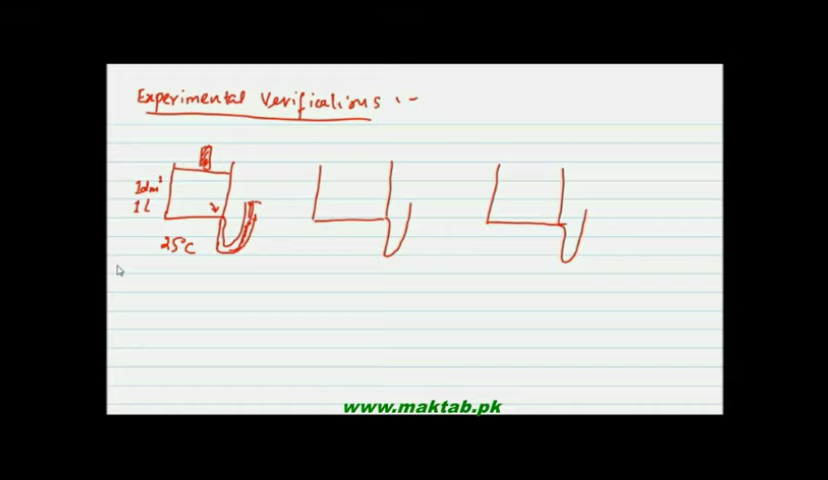 Experimental Verifications :-
1dm³
1l
25°C
www.maktab.pk